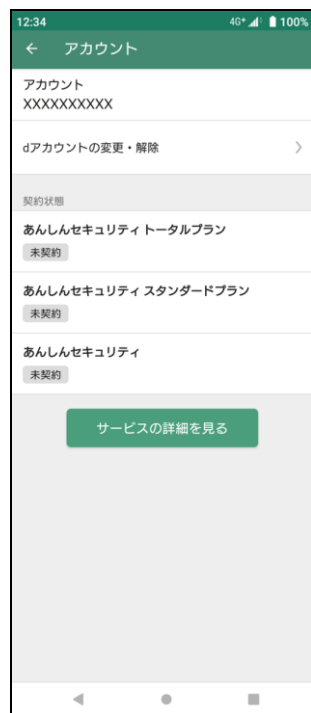 12:34 4G+ 100%
← アカウント
アカウント
XXXXXXXXXX
dアカウントの変更・解除
契約状態
あんしんセキュリティ トータルプラン
未契約
あんしんセキュリティ スタンダードプラン
未契約
あんしんセキュリティ
未契約
サービスの詳細を見る